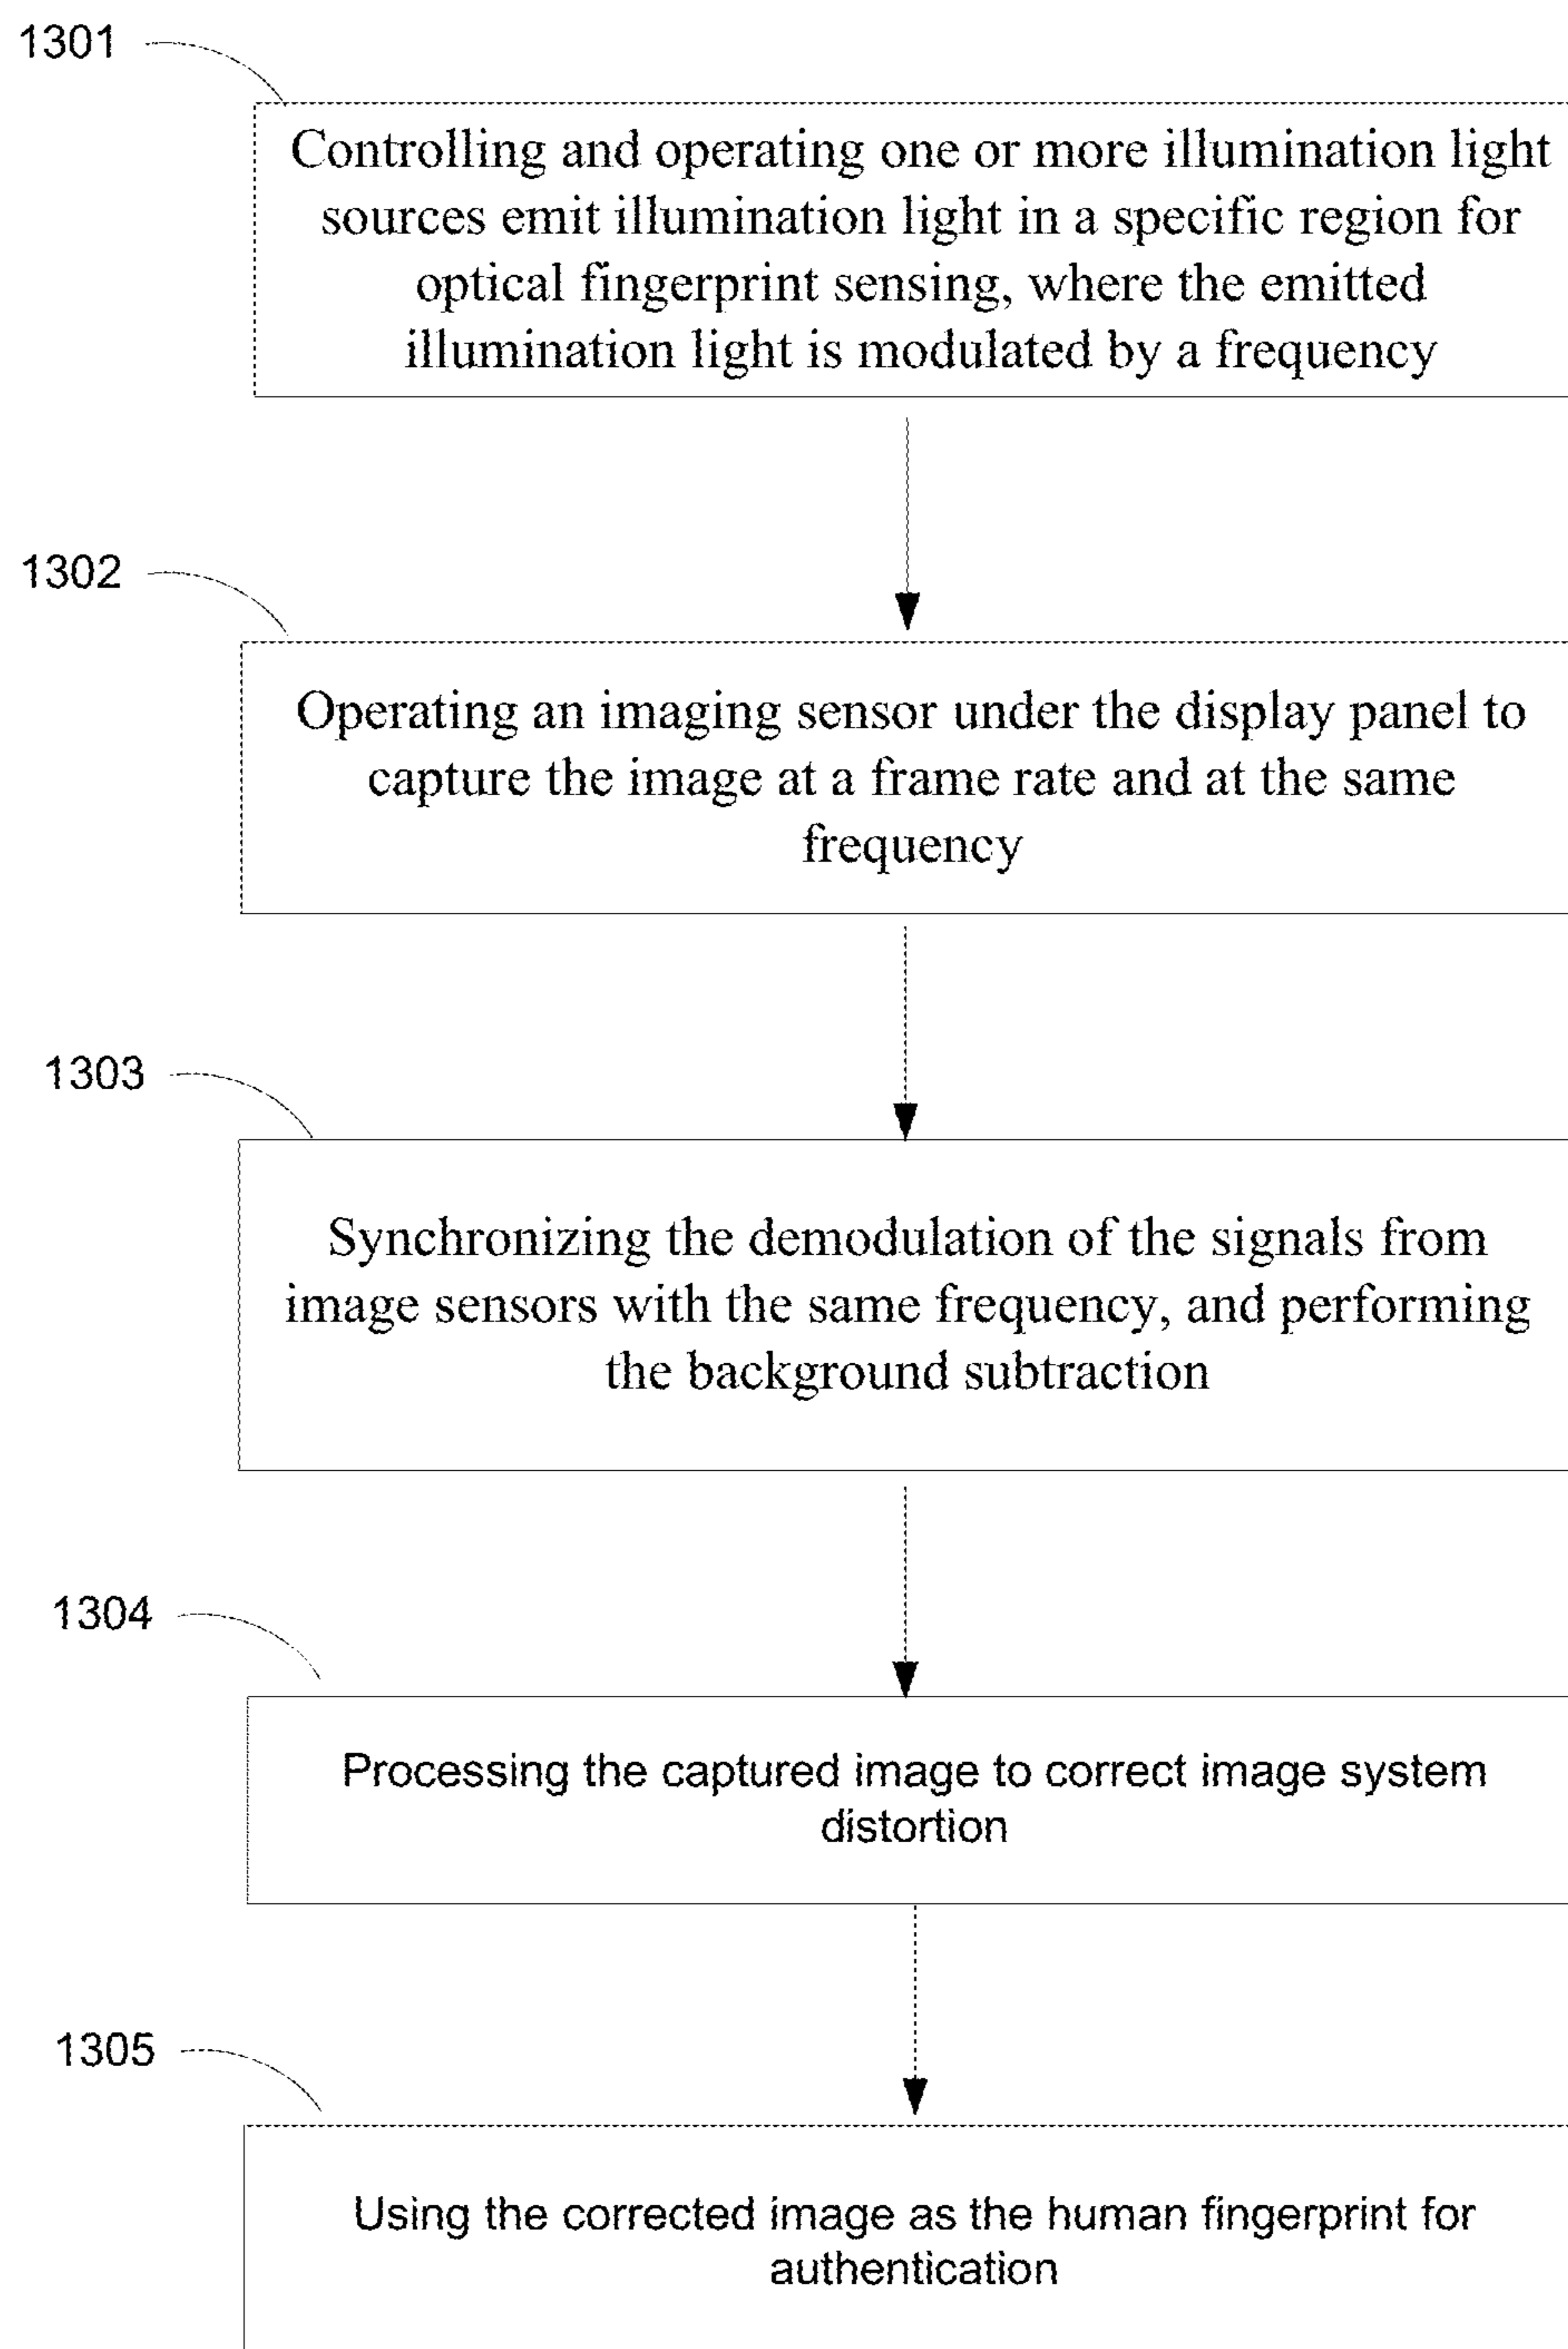 1301
Controlling and operating one or more illumination light
sources emit illumination light in a specific region for
optical fingerprint sensing, where the emitted
illumination light is modulated by a frequency
1302
Operating an imaging sensor under the display panel to
capture the image at a frame rate and at the same
frequency
1303
Synchronizing the demodulation of the signals from
image sensors with the same frequency, and performing
the background subtraction
1304
Processing the captured image to correct image system
distortion
1305
Using the corrected image as the human fingerprint for
authentication